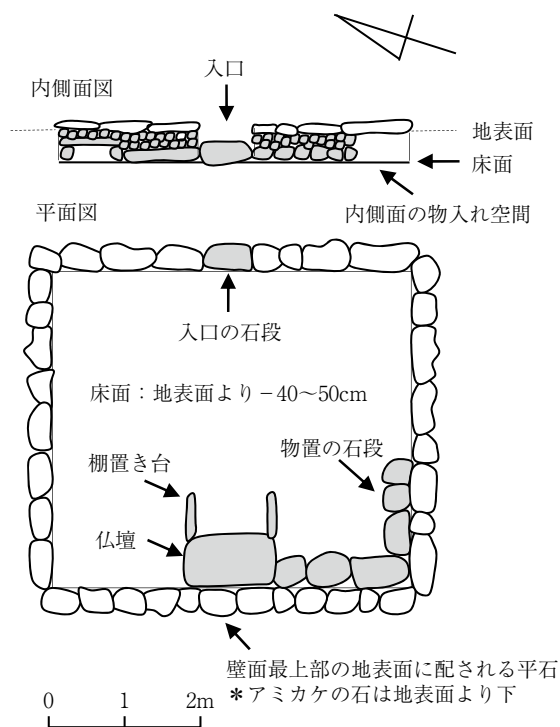 入口
内側面図
地表面
床面
内側面の物入れ空間
平面図
入口の石段
床面：地表面より－40～50cm
物置の石段
棚置き台
仏壇
壁面最上部の地表面に配される平石
＊アミカケの石は地表面より下
0 1 2m